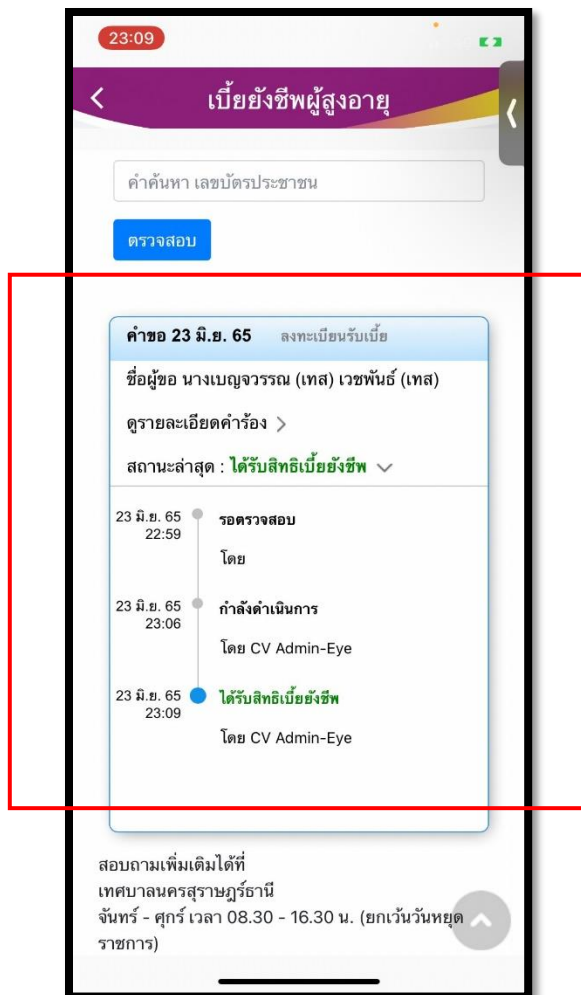 23:09
เบี้ยยังชีพผู้สูงอายุ
คำค้นหา เลขบัตรประชาชน
ตรวจสอบ
คำขอ 23 มิ.ย. 65 ลงทะเบียนรับเบี้ย
ชื่อผู้ขอ นางเบญจวรรณ (เทส) เวชพันธ์ (เทส)
ดูรายละเอียดคำร้อง
สถานะล่าสุด : ได้รับสิทธิเบี้ยยังชีพ
23 มิ.ย. 65 รอตรวจสอบ
22:59
โดย
23 มิ.ย. 65 กำลังดำเนินการ
23:06
โดย CV Admin-Eye
23 มิ.ย. 65 ได้รับสิทธิเบี้ยยังชีพ
23:09
โดย CV Admin-Eye
สอบถามเพิ่มเติมได้ที่
เทศบาลนครสุราษฎร์ธานี
จันทร์ - ศุกร์ เวลา 08.30 - 16.30 น. (ยกเว้นวันหยุด
ราชการ)